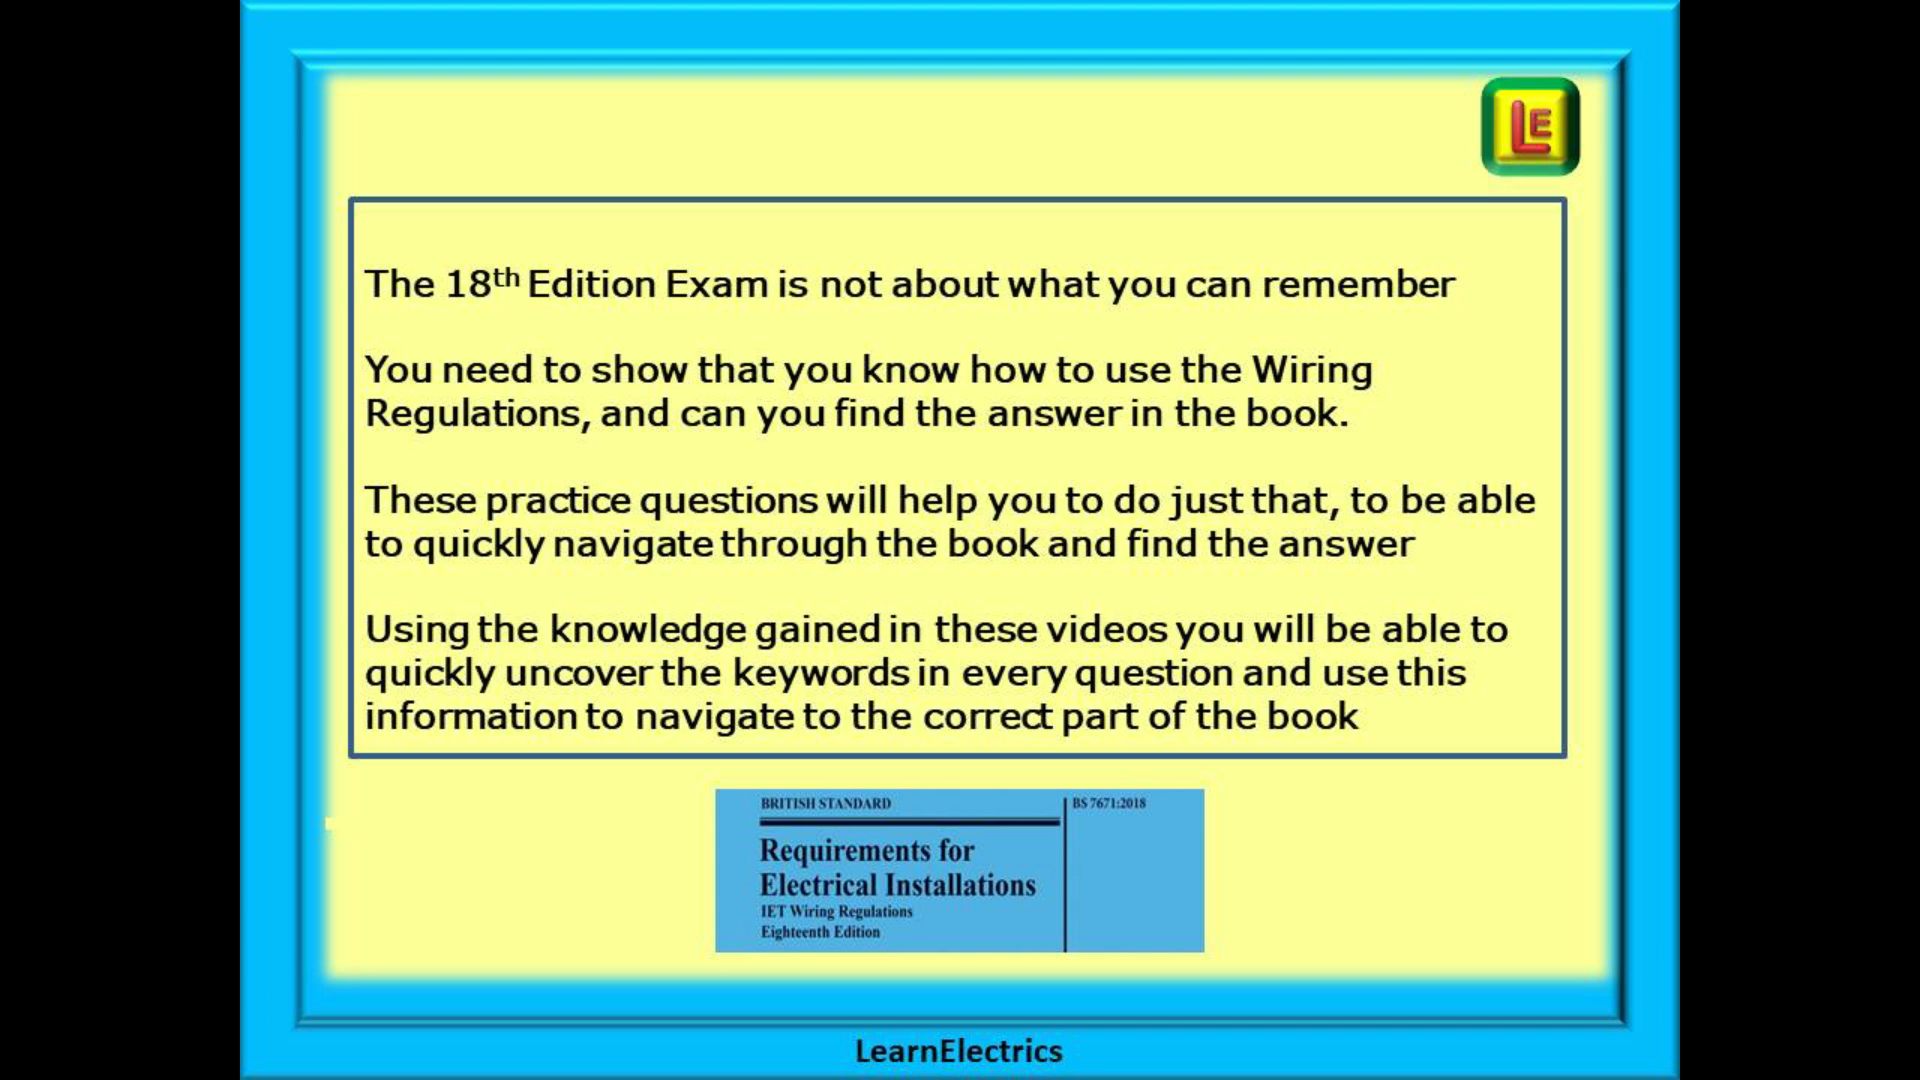 LE
The 18th Edition Exam is not about what you can remember
You need to show that you know how to use the Wiring
Regulations, and can you find the answer in the book.
These practice questions will help you to do just that, to be able
to quickly navigate through the book and find the answer
Using the knowledge gained in these videos you will be able to
quickly uncover the keywords in every question and use this
information to navigate to the correct part of the book
BRITISH STANDARD
BS 7671:2018
Requirements for
Electrical Installations
IET Wiring Regulations
Eighteenth Edition
LearnElectrics